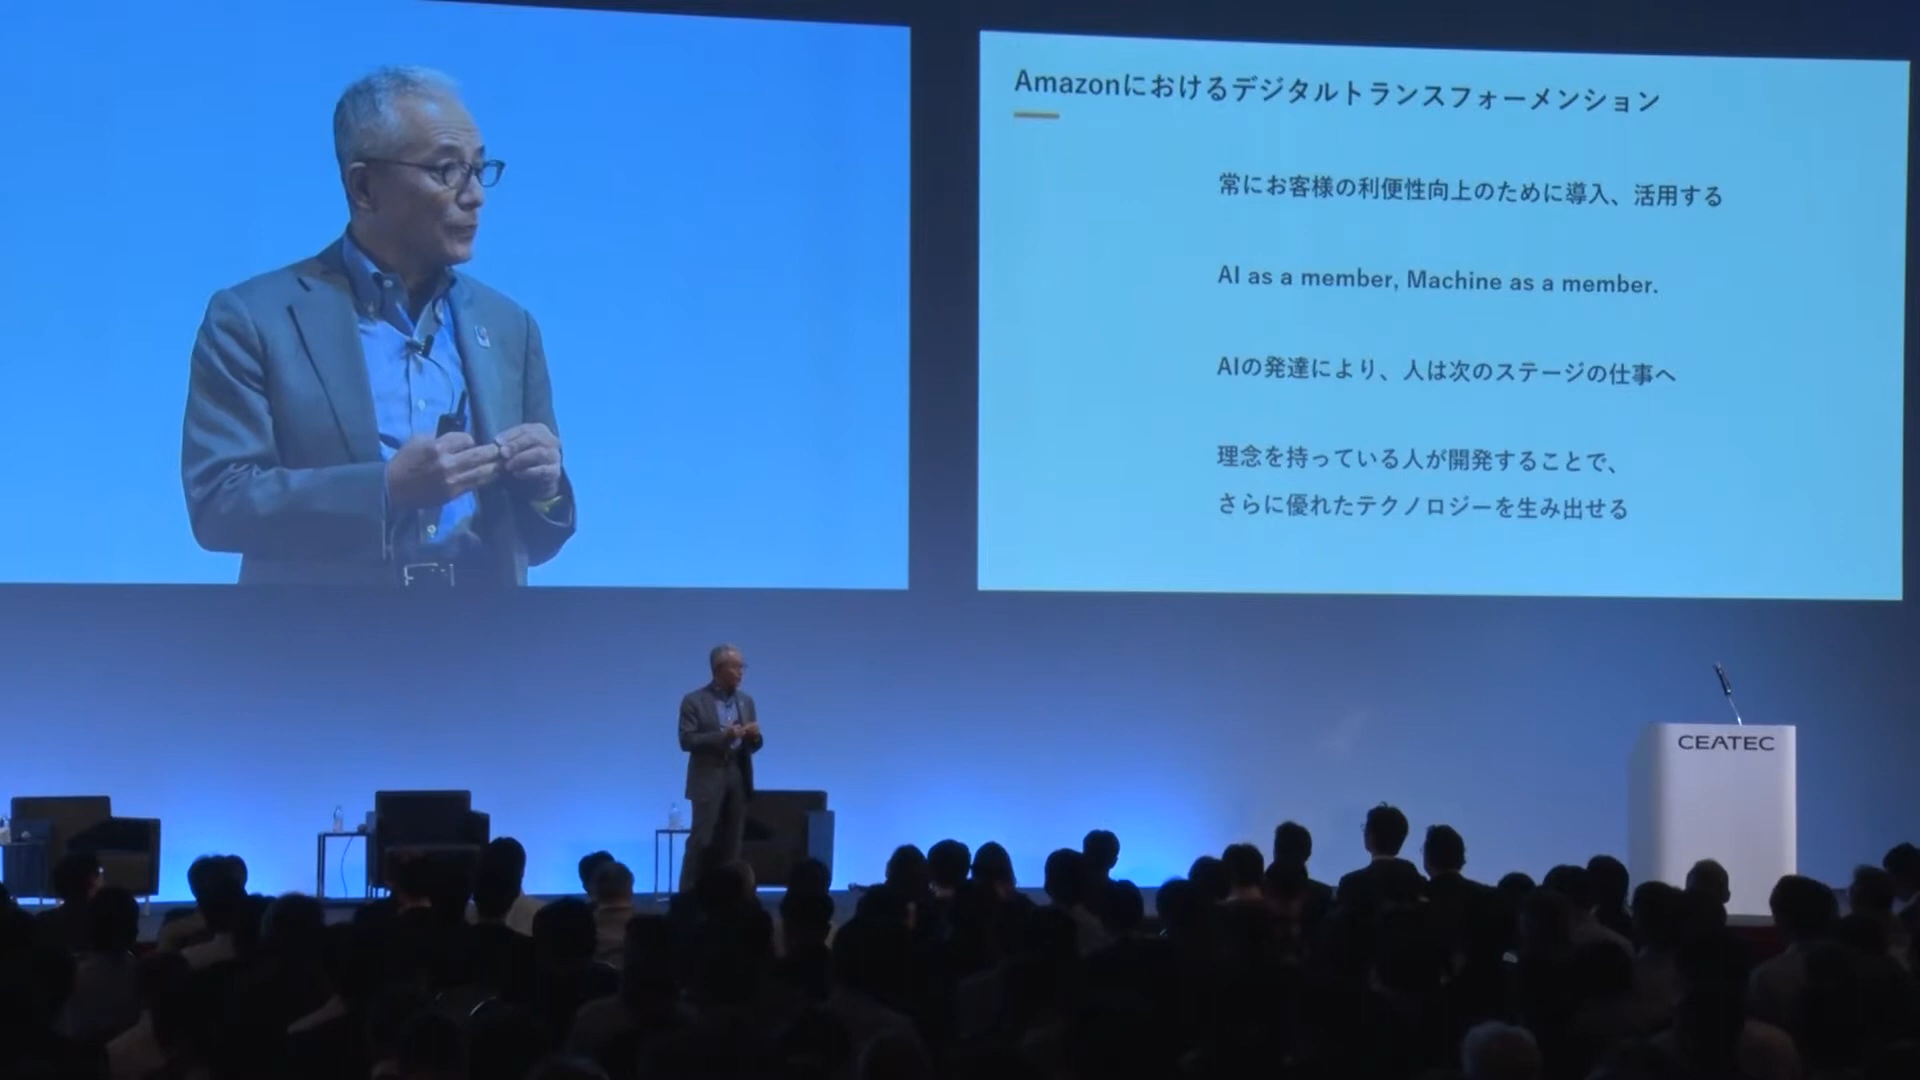 Amazonにおけるデジタルトランスフォーメンション
常にお客様の利便性向上のために導入、活用する
AI as a member, Machine as a member.
AIの発達により、人は次のステージの仕事へ
理念を持っている人が開発することで、
さらに優れたテクノロジーを生み出せる
CEATEC